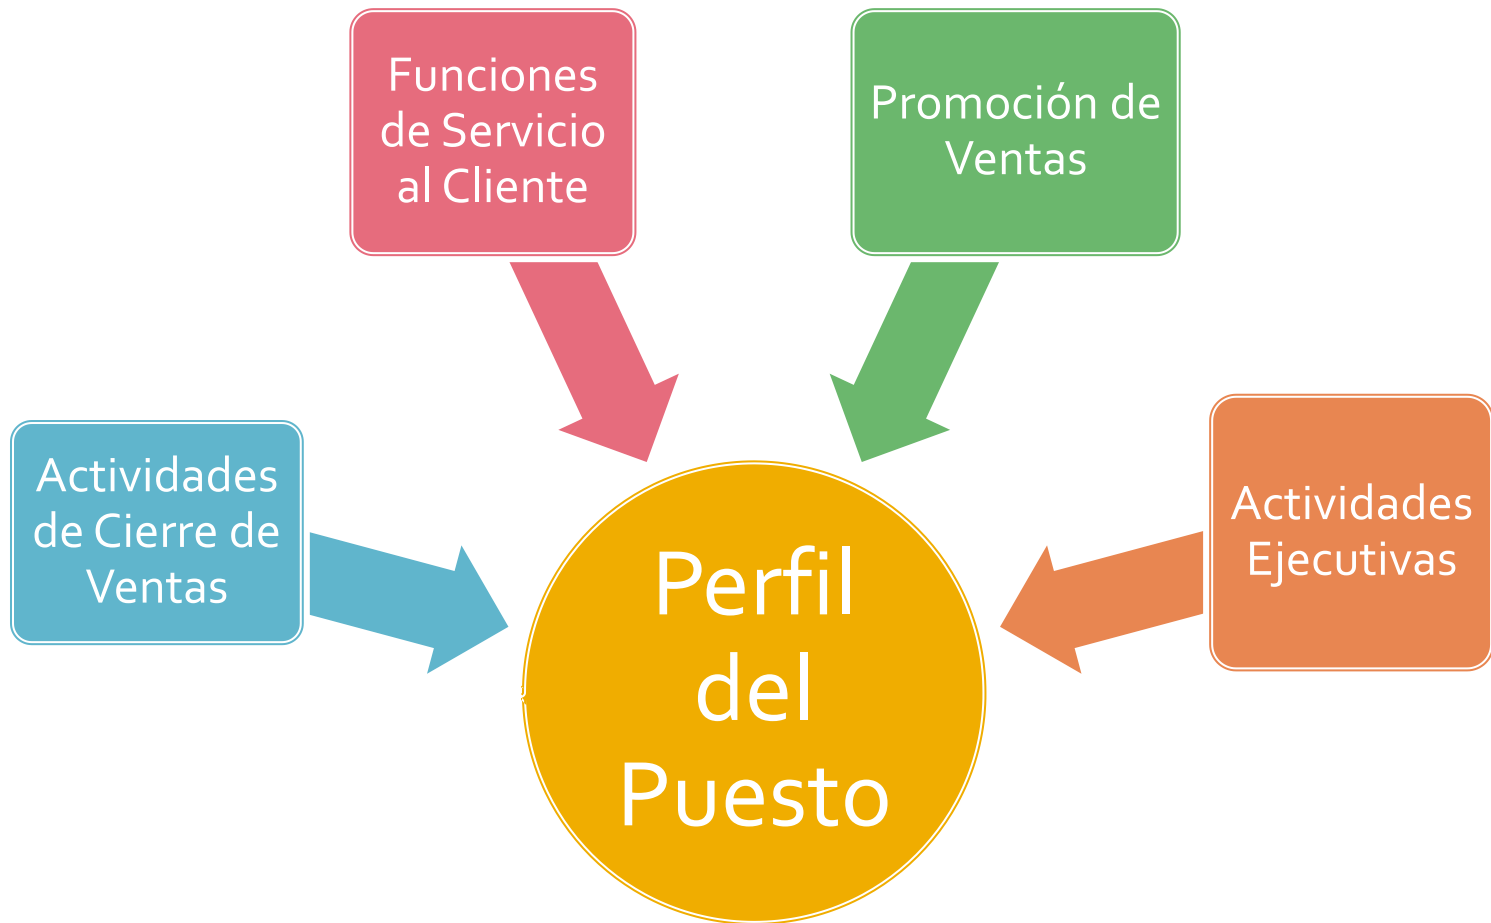 Funciones
de Servicio
al Cliente
Promoción de
Ventas
Actividades
de Cierre de
Ventas
Actividades
Ejecutivas
Perfil
del
Puesto